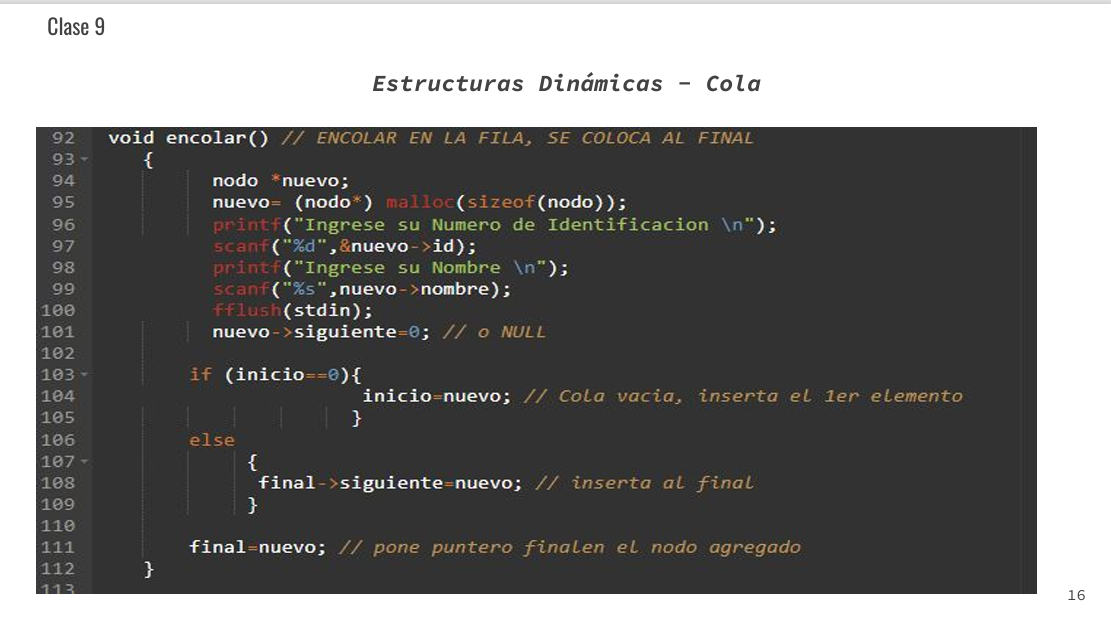 Clase 9
Estructuras Dinámicas - Cola
92 void encolar() // ENCOLAR EN LA FILA, SE COLOCA AL FINAL
93 {
94 nodo *nuevo;
95 nuevo= (nodo*) malloc(sizeof(nodo));
96 printf("Ingrese su Numero de Identificacion \n");
97 scanf("%d",&nuevo->id);
98 printf("Ingrese su Nombre \n");
99 scanf("%s",nuevo->nombre);
100 fflush(stdin);
101 nuevo->siguiente=0; // o NULL
102
103 if (inicio==0){
104 inicio=nuevo; // Cola vacia, inserta el 1er elemento
105 }
106 else
107 {
108 final->siguiente=nuevo; // inserta al final
109 }
110
111 final=nuevo; // pone puntero finalen el nodo agregado
112 }
113
16